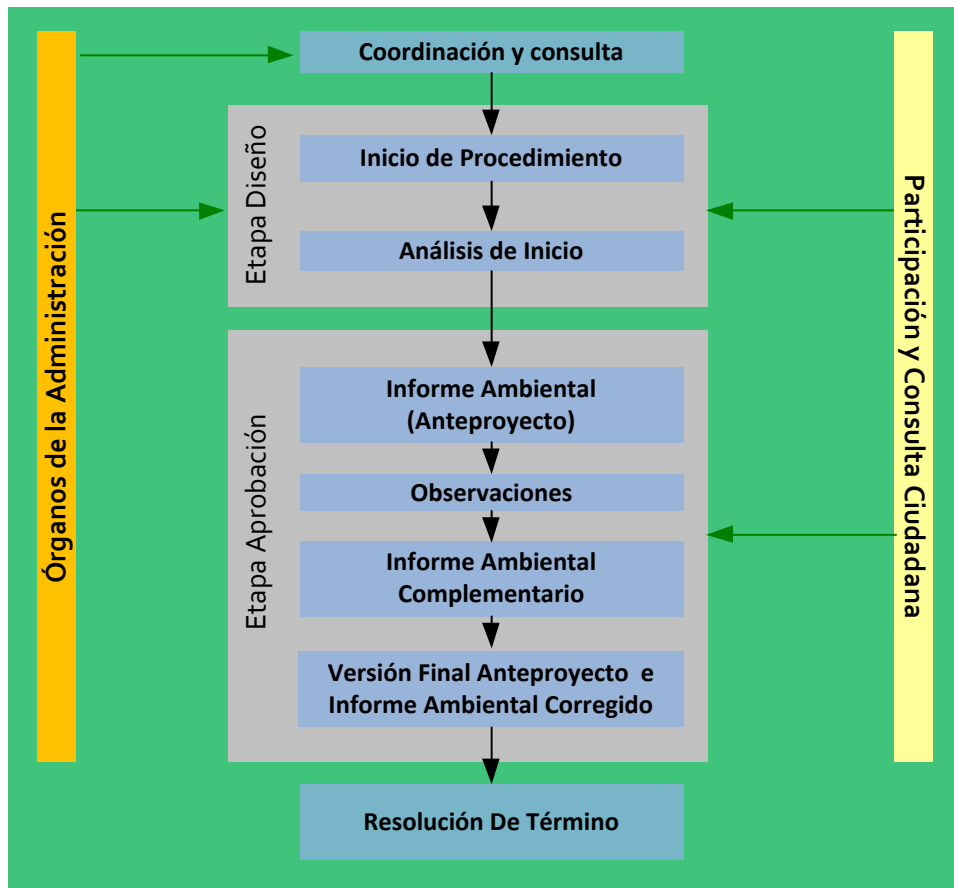 Órganos de la Administración
Coordinación y consulta
Etapa Diseño
Inicio de Procedimiento
Análisis de Inicio
Etapa Aprobación
Informe Ambiental
(Anteproyecto)
Observaciones
Informe Ambiental
Complementario
Versión Final Anteproyecto e
Informe Ambiental Corregido
Resolución De Término
Participación y Consulta Ciudadana